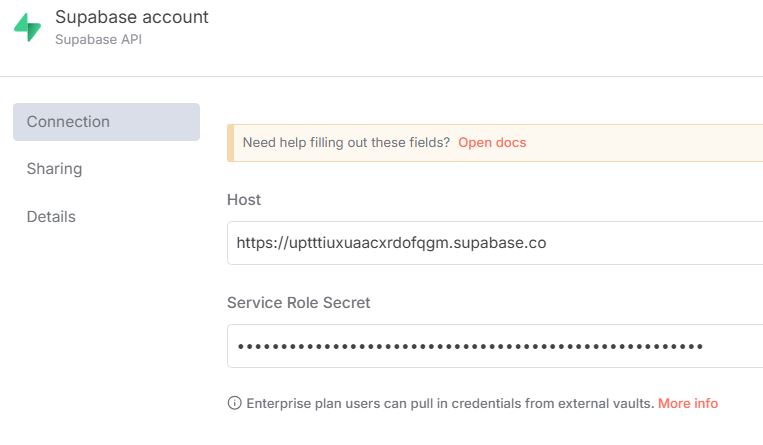 Supabase account
Supabase API
Connection
Sharing
Details
Need help filling out these fields? Open docs
Host
https://uptttiuxuaacxrdofqgm.supabase.co
Service Role Secret
Enterprise plan users can pull in credentials from external vaults. More info